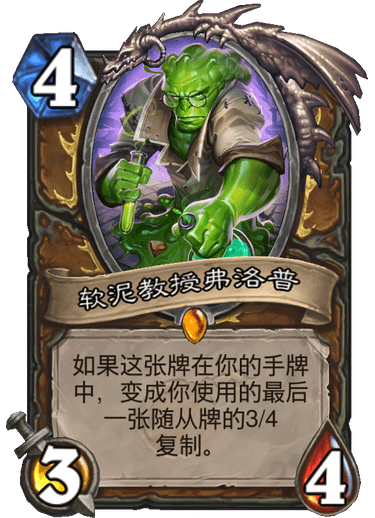 4
软泥教授弗洛普
如果这张牌在你的手牌
中，变成你使用的最后
一张随从牌的3/4
复制。
3
4